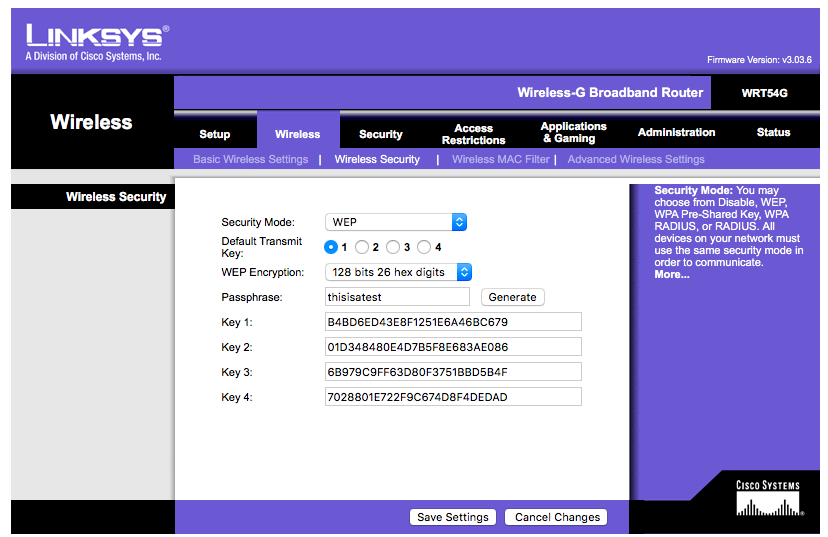 LINKSYS®
A Division of Cisco Systems, Inc.
Firmware Version: v3.03.6
Wireless-G Broadband Router
WRT54G
Wireless
Setup
Wireless
Security
Access
Restrictions
Applications
& Gaming
Administration
Status
Basic Wireless Settings | Wireless Security | Wireless MAC Filter | Advanced Wireless Settings
Wireless Security
Security Mode: WEP
Default Transmit
Key:
1 2 3 4
WEP Encryption: 128 bits 26 hex digits
Passphrase: thisisatest Generate
Key 1: B4BD6ED43E8F1251E6A46BC679
Key 2: 01D348480E4D7B5F8E683AE086
Key 3: 6B979C9FF63D80F3751BBD5B4F
Key 4: 7028801E722F9C674D8F4DEDAD
Security Mode: You may
choose from Disable, WEP,
WPA Pre-Shared Key, WPA
RADIUS, or RADIUS. All
devices on your network must
use the same security mode in
order to communicate.
More...
Save Settings Cancel Changes
CISCO SYSTEMS